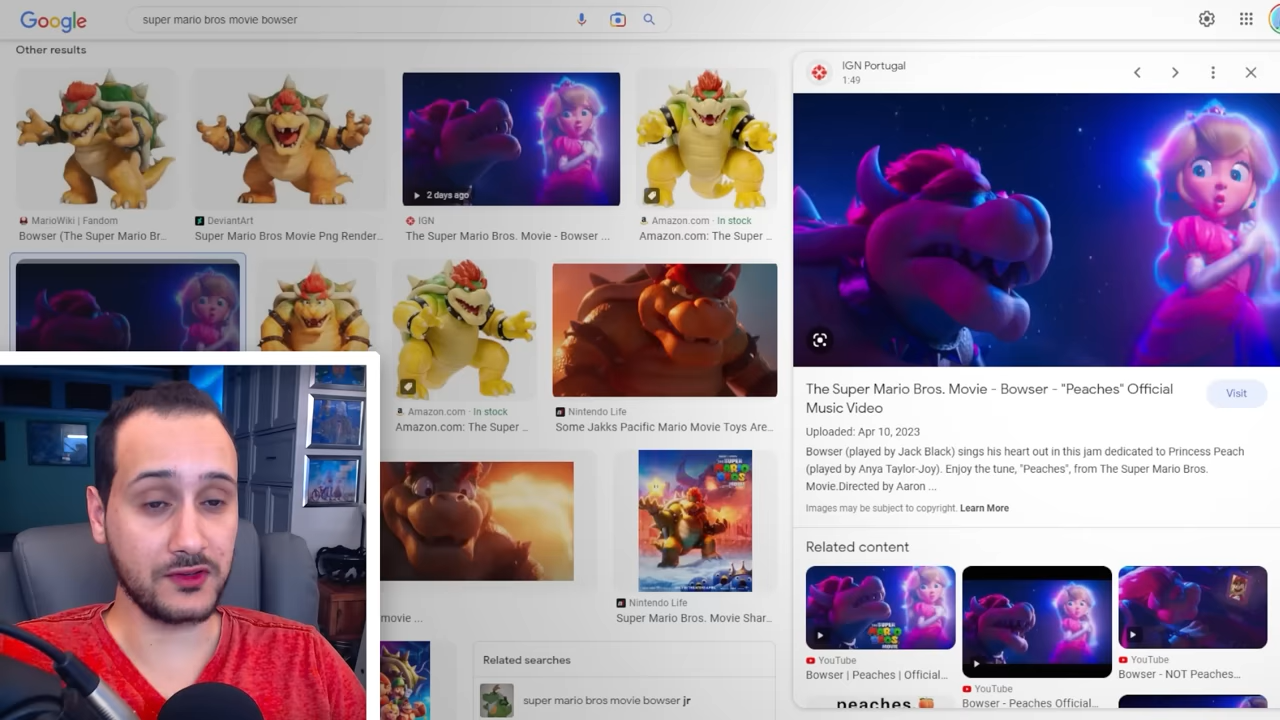 Google
super mario bros movie bowser
Other results
2 days ago
MarioWiki | Fandom
Bowser (The Super Mario Br...
DeviantArt
Super Mario Bros Movie Png Render...
IGN
The Super Mario Bros. Movie - Bowser ...
Amazon.com · In stock
Amazon.com: The Super ...
Amazon.com · In stock
Amazon.com: The Super ...
Nintendo Life
Some Jakks Pacific Mario Movie Toys Are...
movie ...
Nintendo Life
Super Mario Bros. Movie Shar...
Related searches
super mario bros movie bowser jr
IGN Portugal
1:49
The Super Mario Bros. Movie - Bowser - "Peaches" Official
Music Video
Visit
Uploaded: Apr 10, 2023
Bowser (played by Jack Black) sings his heart out in this jam dedicated to Princess Peach
(played by Anya Taylor-Joy). Enjoy the tune, "Peaches", from The Super Mario Bros.
Movie.Directed by Aaron ...
Images may be subject to copyright. Learn More
Related content
SUPER
MARIO
BROS
YouTube
Bowser | Peaches | Official...
YouTube
Bowser - Peaches Official...
YouTube
Bowser - NOT Peaches...
peaches